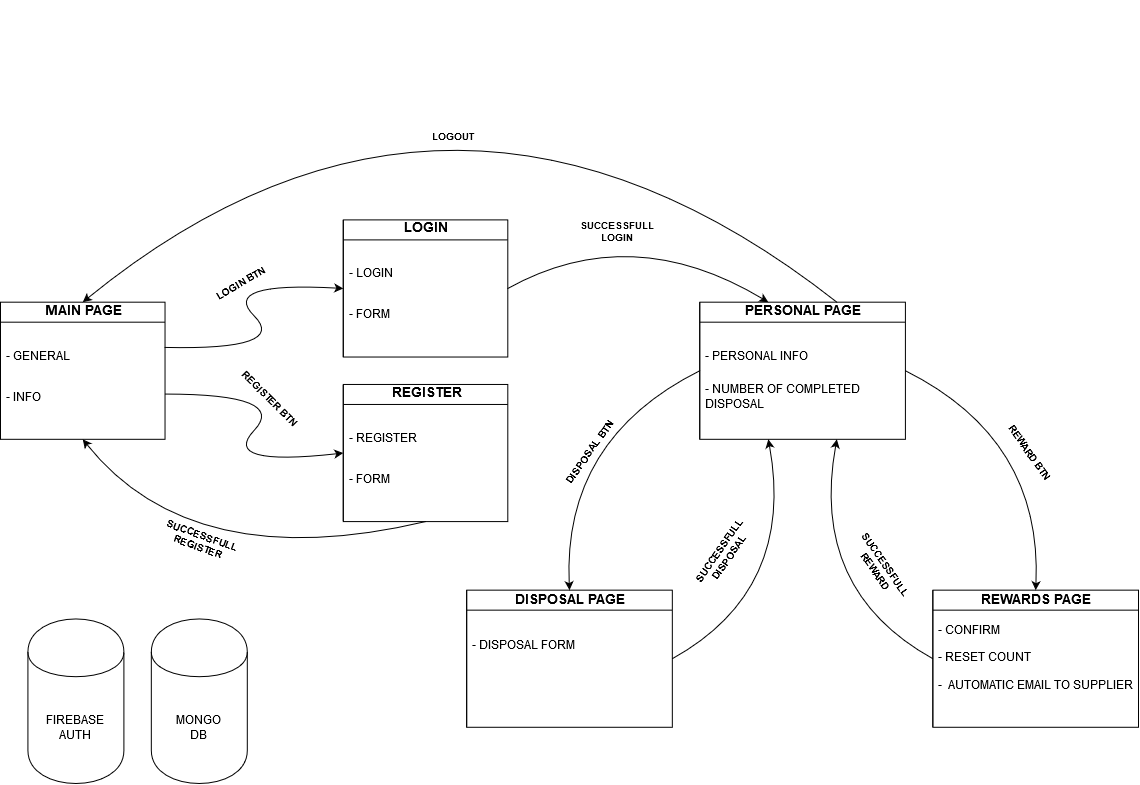 LOGOUT
LOGIN
SUCCESSFULL
LOGIN
- LOGIN
- FORM
LOGIN BTN
MAIN PAGE
- GENERAL
- INFO
PERSONAL PAGE
- PERSONAL INFO
- NUMBER OF COMPLETED
DISPOSAL
REGISTER BTN
REGISTER
- REGISTER
- FORM
SUCCESSFULL
REGISTER
DISPOSAL BTN
REWARD BTN
SUCCESSFULL
DISPOSAL
SUCCESSFULL
REWARD
DISPOSAL PAGE
- DISPOSAL FORM
REWARDS PAGE
- CONFIRM
- RESET COUNT
- AUTOMATIC EMAIL TO SUPPLIER
FIREBASE
AUTH
MONGO
DB